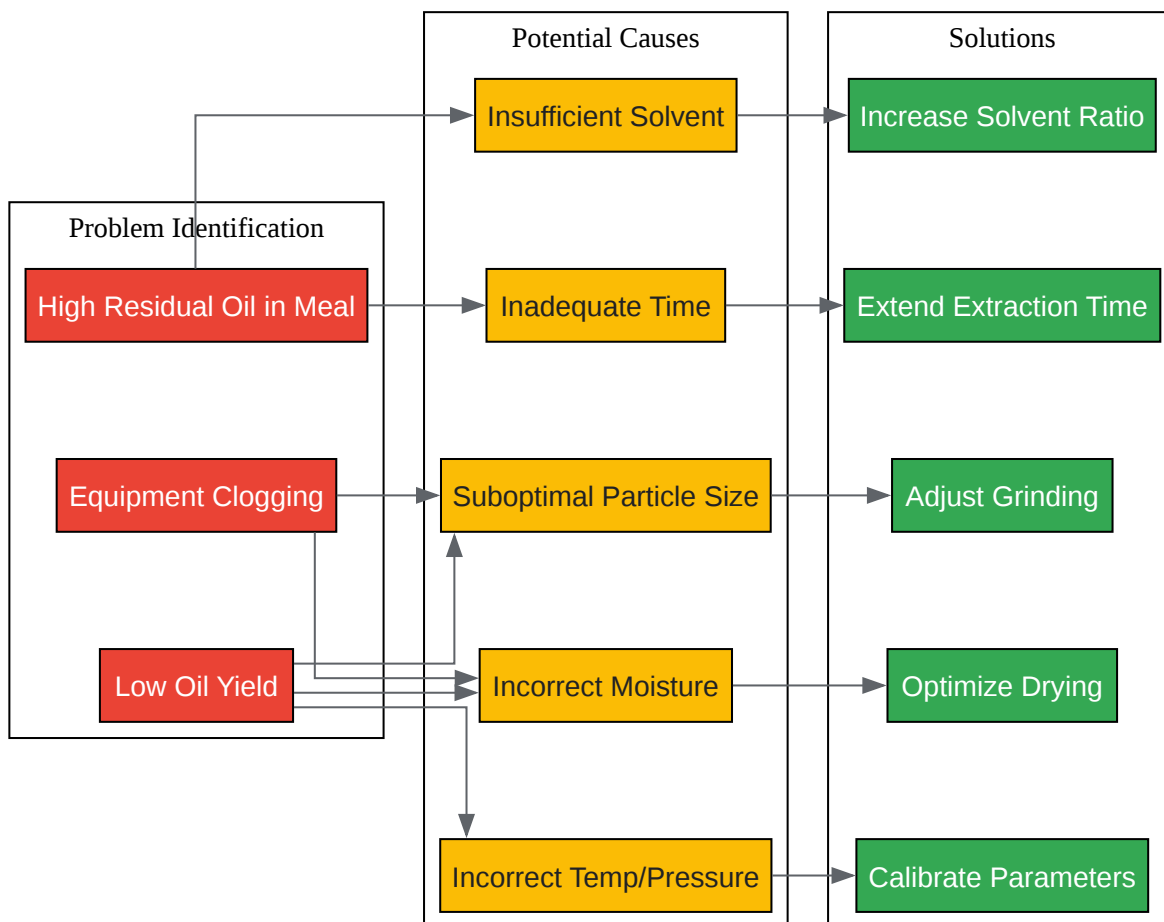 Potential Causes
Solutions
Insufficient Solvent
Increase Solvent Ratio
Problem Identification
High Residual Oil in Meal
Inadequate Time
Extend Extraction Time
Equipment Clogging
Suboptimal Particle Size
Adjust Grinding
Low Oil Yield
Incorrect Moisture
Optimize Drying
Incorrect Temp/Pressure
Calibrate Parameters